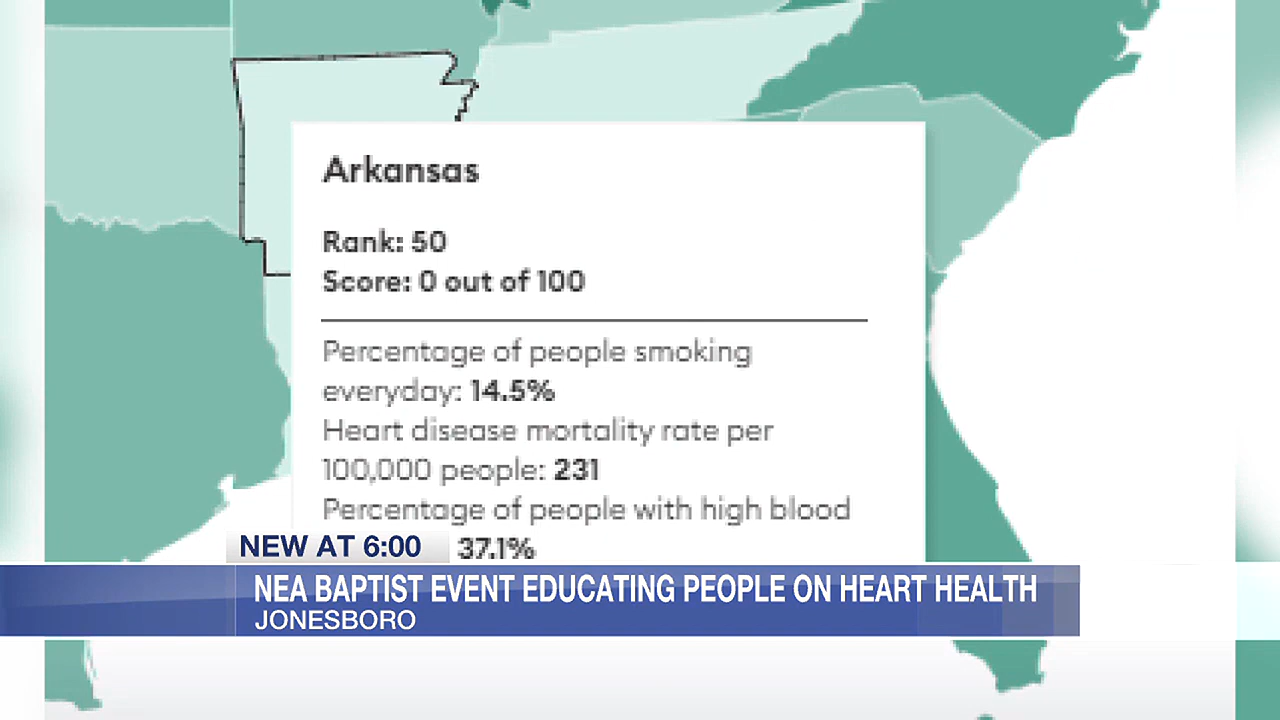 Arkansas
Rank: 50
Score: 0 out of 100
Percentage of people smoking
everyday: 14.5%
Heart disease mortality rate per
100,000 people: 231
Percentage of people with high blood
37.1%
NEW AT 6:00
NEA BAPTIST EVENT EDUCATING PEOPLE ON HEART HEALTH
JONESBORO